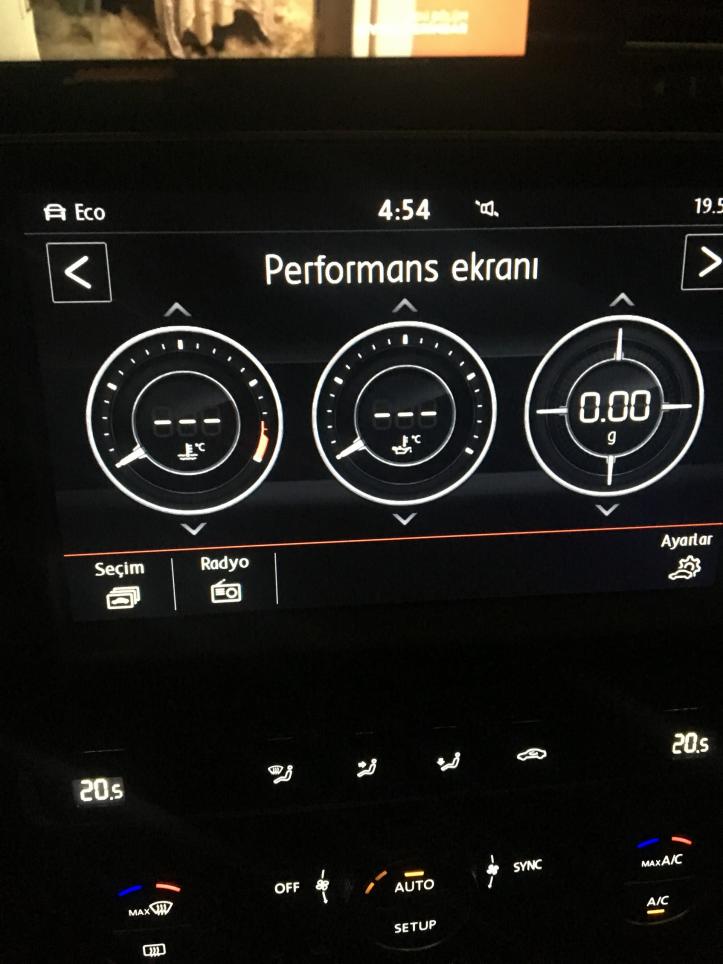 Eco
4:54
19.5
Performans ekranı
---
°C
---
°C
0.00
g
Seçim
Radyo
Ayarlar
20.5
20.5
OFF
AUTO
SYNC
MAX A/C
MAX
SETUP
A/C